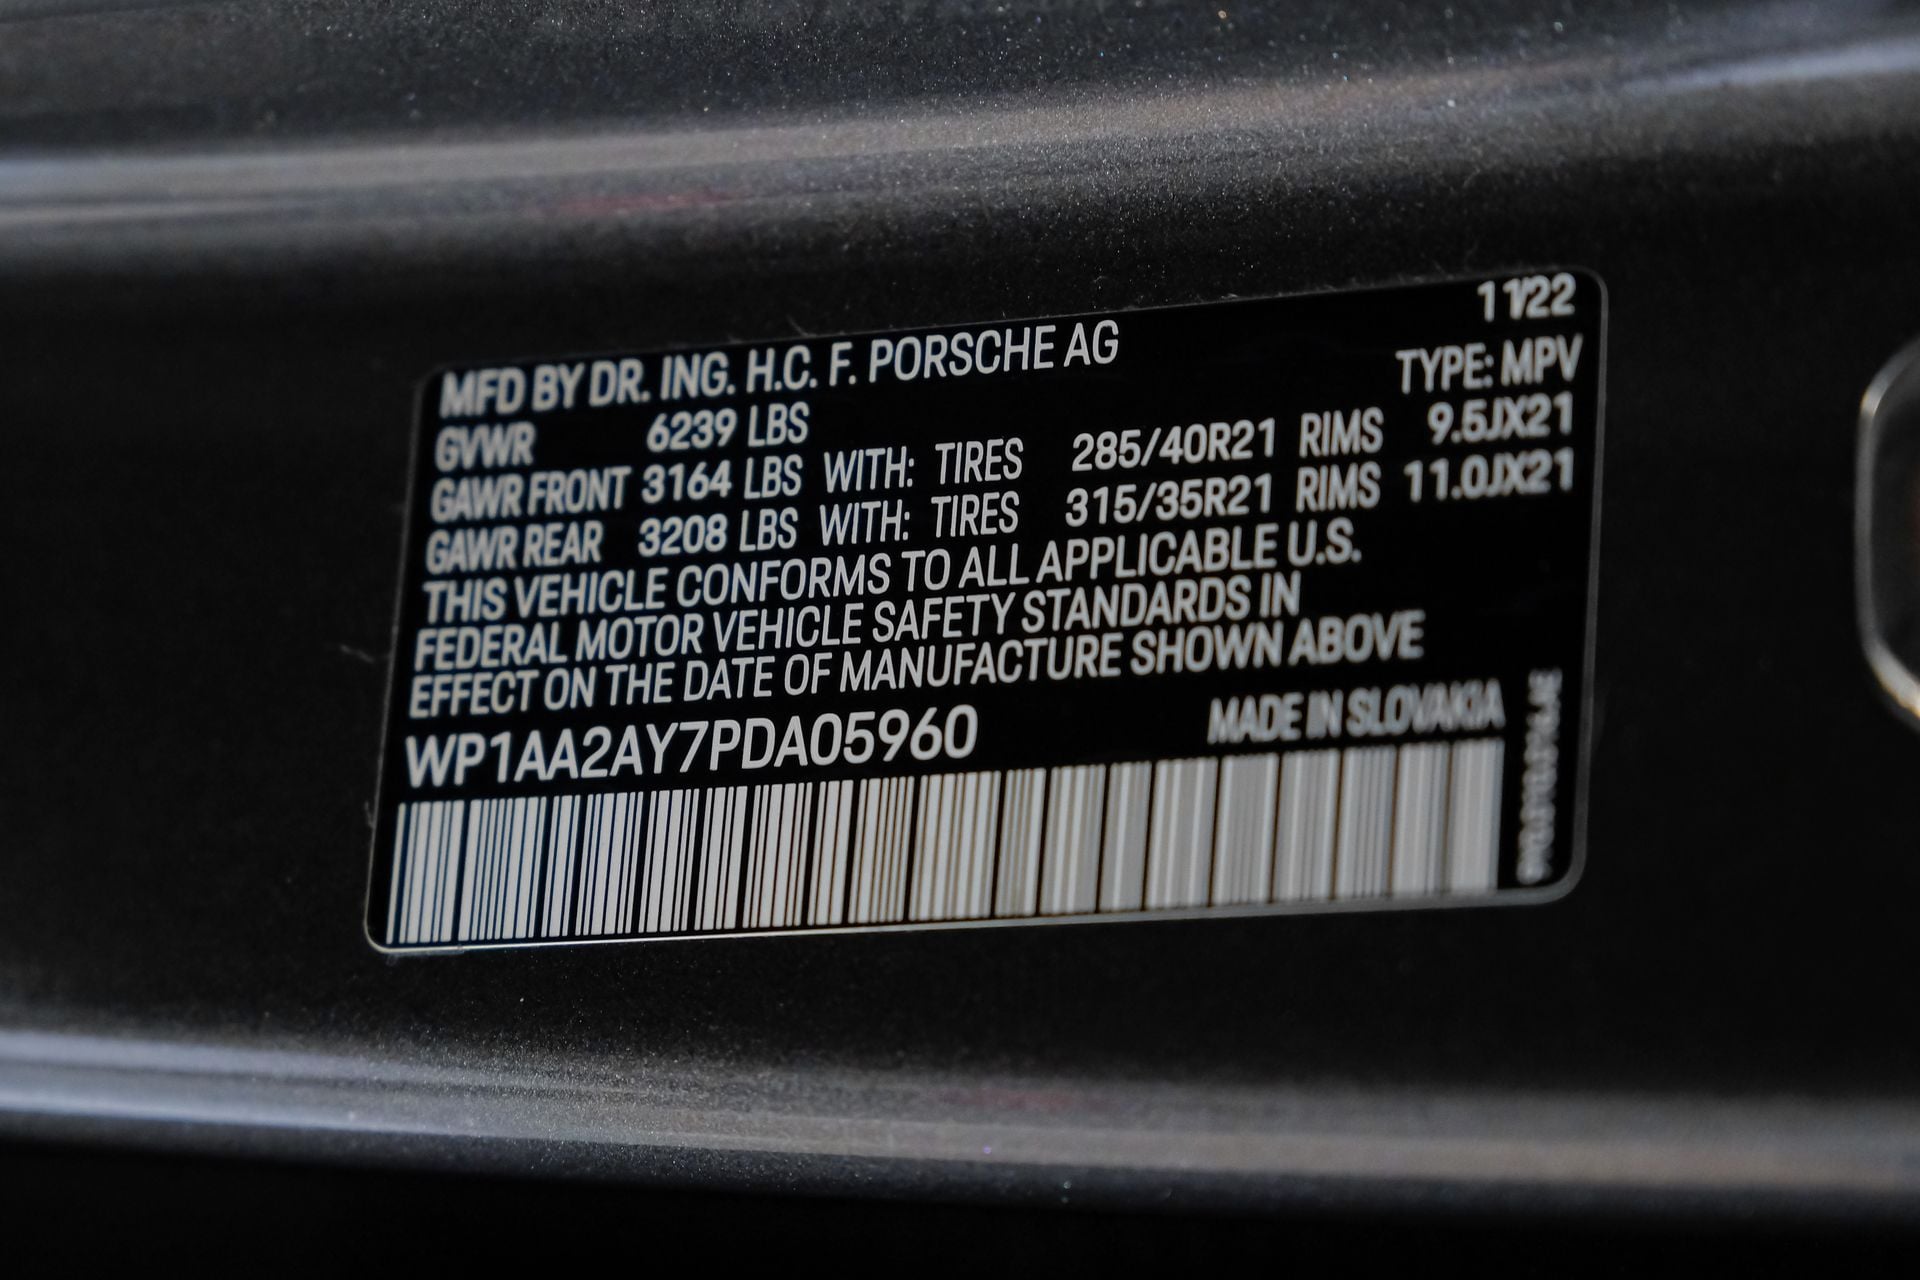 11/22
MFD BY DR. ING. H.C. F. PORSCHE AG
TYPE: MPV
GVWR 6239 LBS
GAWR FRONT 3164 LBS WITH: TIRES 285/40R21 RIMS 9.5JX21
GAWR REAR 3208 LBS WITH: TIRES 315/35R21 RIMS 11.0JX21
THIS VEHICLE CONFORMS TO ALL APPLICABLE U.S.
FEDERAL MOTOR VEHICLE SAFETY STANDARDS IN
EFFECT ON THE DATE OF MANUFACTURE SHOWN ABOVE
WP1AA2AY7PDA05960
MADE IN SLOVAKIA